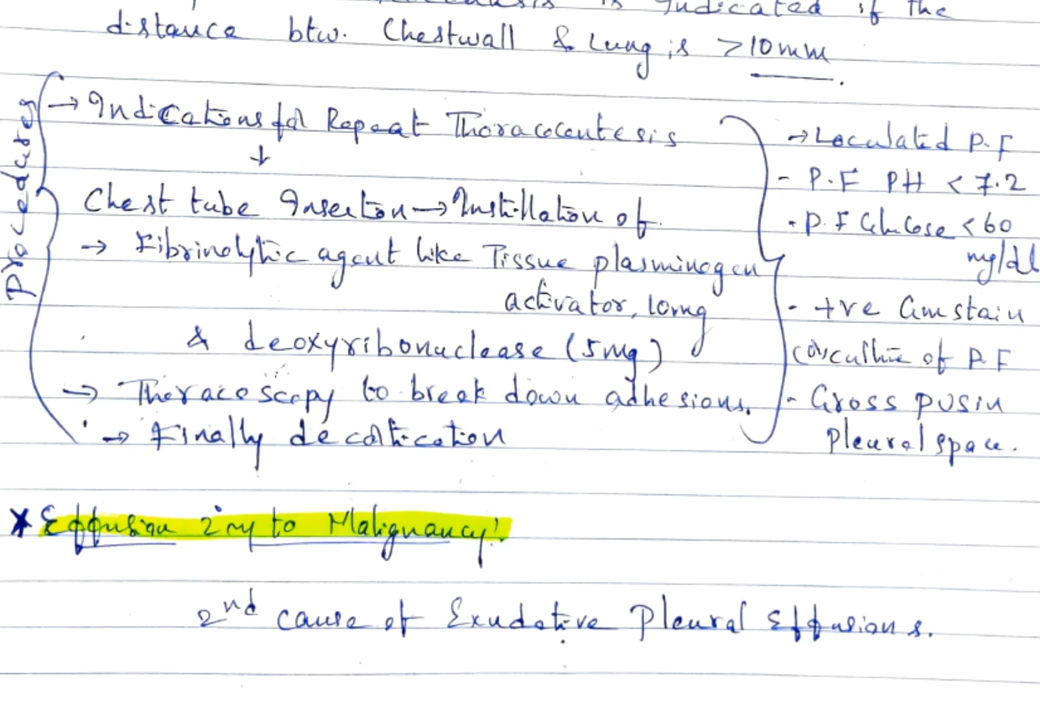 is indicated if the
distance btw. Chestwall & Lung is >10mm.
Procedures
→ Indications for Repeat Thoracocentesis
↓
Chest tube Insertion → Instillation of
→ Fibrinolytic agent like Tissue plasminogen
activator, 10mg
& deoxyribonuclease (5mg)
→ Thoracoscopy to break down adhesions.
→ Finally decortication
→ Loculated P.F
- P.F PH < 7.2
- P.F Glucose < 60
mg/dl
- +ve Gm stain
(or) culture of P.F
- Gross pus in
Pleural space.
* Effusion 2iry to Malignancy:
2nd cause of Exudative Pleural Effusions.